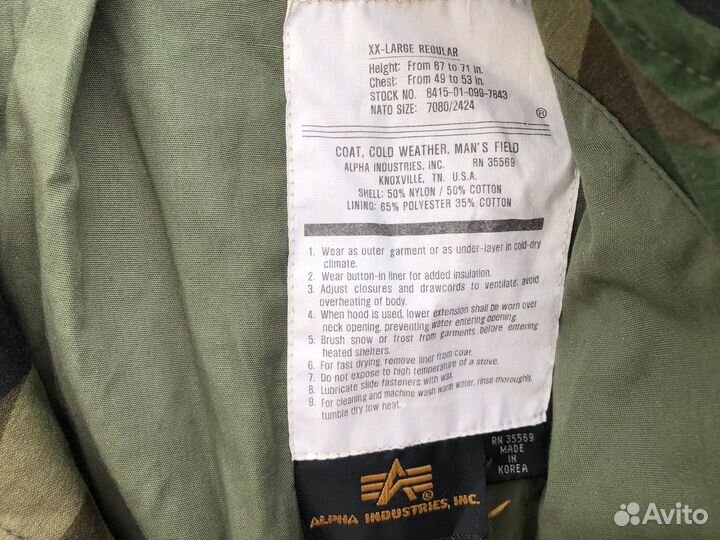 XX-LARGE REGULAR
Height: From 67 to 71 in.
Chest: From 49 to 53 in.
STOCK NO. 8415-01-099-7843
NATO SIZE: 7080/2424
®
COAT, COLD WEATHER, MAN'S FIELD
ALPHA INDUSTRIES, INC. RN 35569
KNOXVILLE, TN. U.S.A.
SHELL: 50% NYLON / 50% COTTON
LINING: 65% POLYESTER 35% COTTON
1. Wear as outer garment or as under-layer in cold-dry
climate.
2. Wear button-in liner for added insulation.
3. Adjust closures and drawcords to ventilate; avoid
overheating of body.
4. When hood is used, lower extension shall be worn over
neck opening, preventing water entering opening.
5. Brush snow or frost from garments before entering
heated shelters.
6. For fast drying, remove liner from coat.
7. Do not expose to high temperature of a stove.
8. Lubricate slide fasteners with wax.
9. For cleaning and machine wash warm water, rinse thoroughly,
tumble dry low heat.
RN 35569
MADE
IN
KOREA
®
ALPHA INDUSTRIES, INC.
Avito